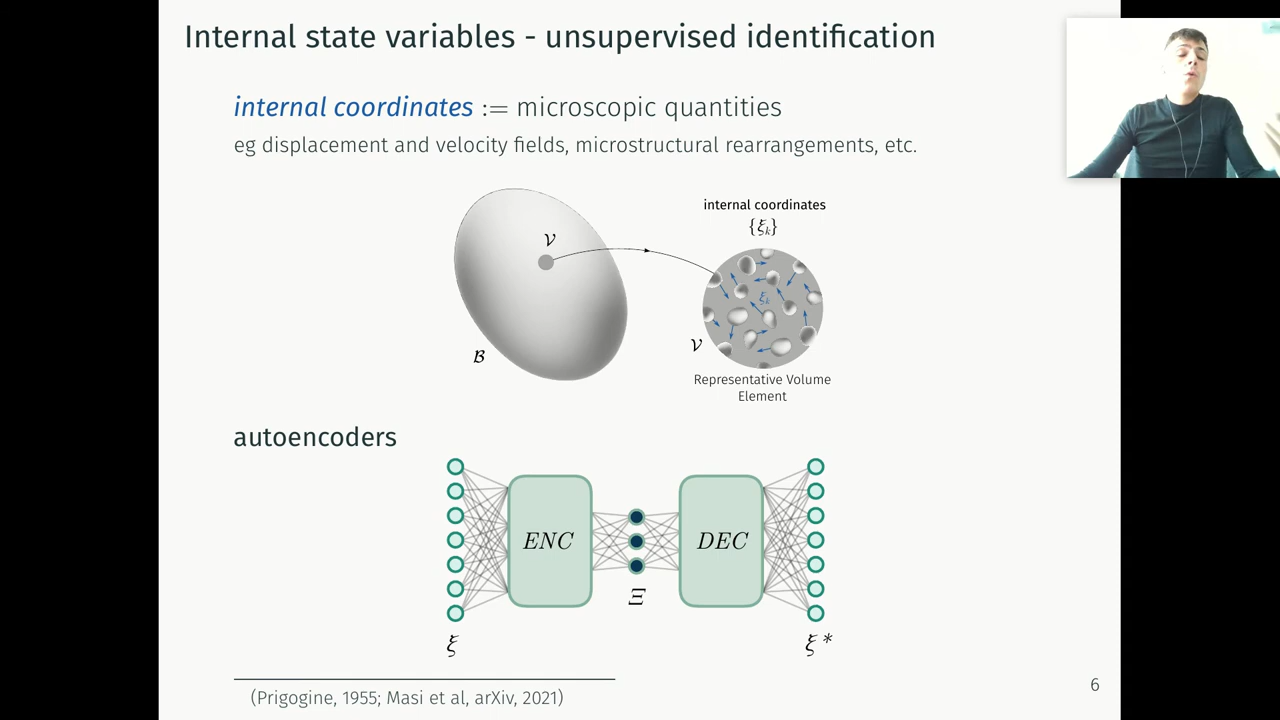 Internal state variables - unsupervised identification
internal coordinates := microscopic quantities
eg displacement and velocity fields, microstructural rearrangements, etc.
internal coordinates
{ξₖ}
𝒱
ξₖ
𝒱
ℬ
Representative Volume
Element
autoencoders
ENC
DEC
Ξ
ξ
ξ*
(Prigogine, 1955; Masi et al, arXiv, 2021)
6